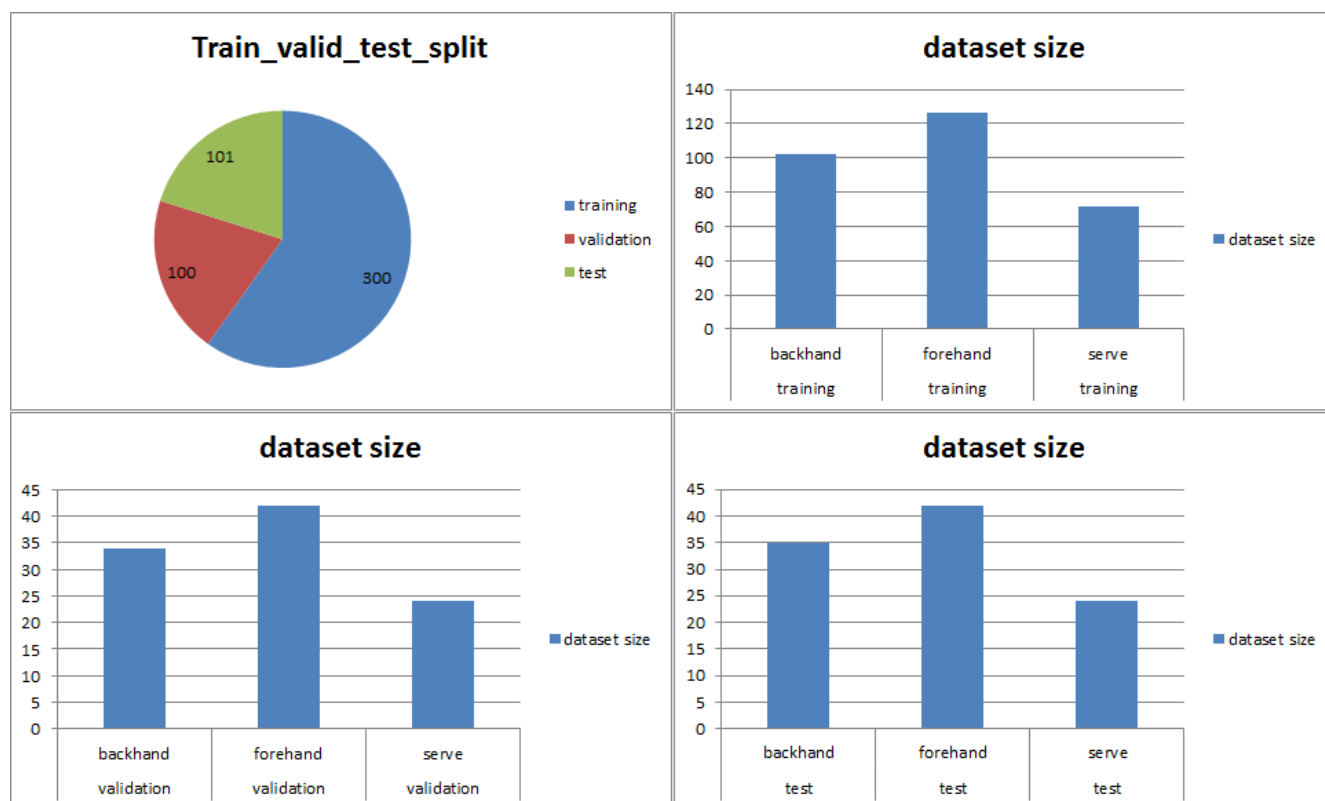 Train_valid_test_split
101
100
300
training
validation
test
dataset size
140
120
100
80
60
40
20
0
backhand forehand serve
training training training
dataset size
dataset size
45
40
35
30
25
20
15
10
5
0
backhand forehand serve
validation validation validation
dataset size
dataset size
45
40
35
30
25
20
15
10
5
0
backhand forehand serve
test test test
dataset size